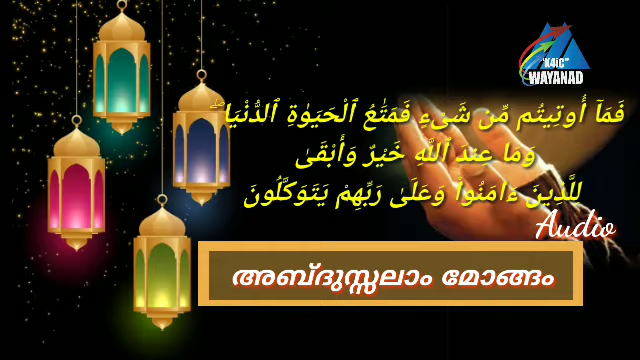 "K4iC"
WAYANAD
فَمَآ أُوتِيتُم مِّن شَىْءٍ فَمَتَٰعُ ٱلْحَيَوٰةِ ٱلدُّنْيَا ۖ
وَمَا عِندَ ٱللَّهِ خَيْرٌ وَأَبْقَىٰ
لِلَّذِينَ ءَامَنُوا۟ وَعَلَىٰ رَبِّهِمْ يَتَوَكَّلُونَ
Audio
അബ്ദുസ്സലാം മോങ്ങം